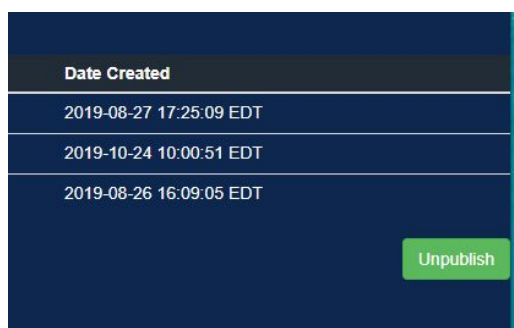 Date Created
2019-08-27 17:25:09 EDT
2019-10-24 10:00:51 EDT
2019-08-26 16:09:05 EDT
Unpublish